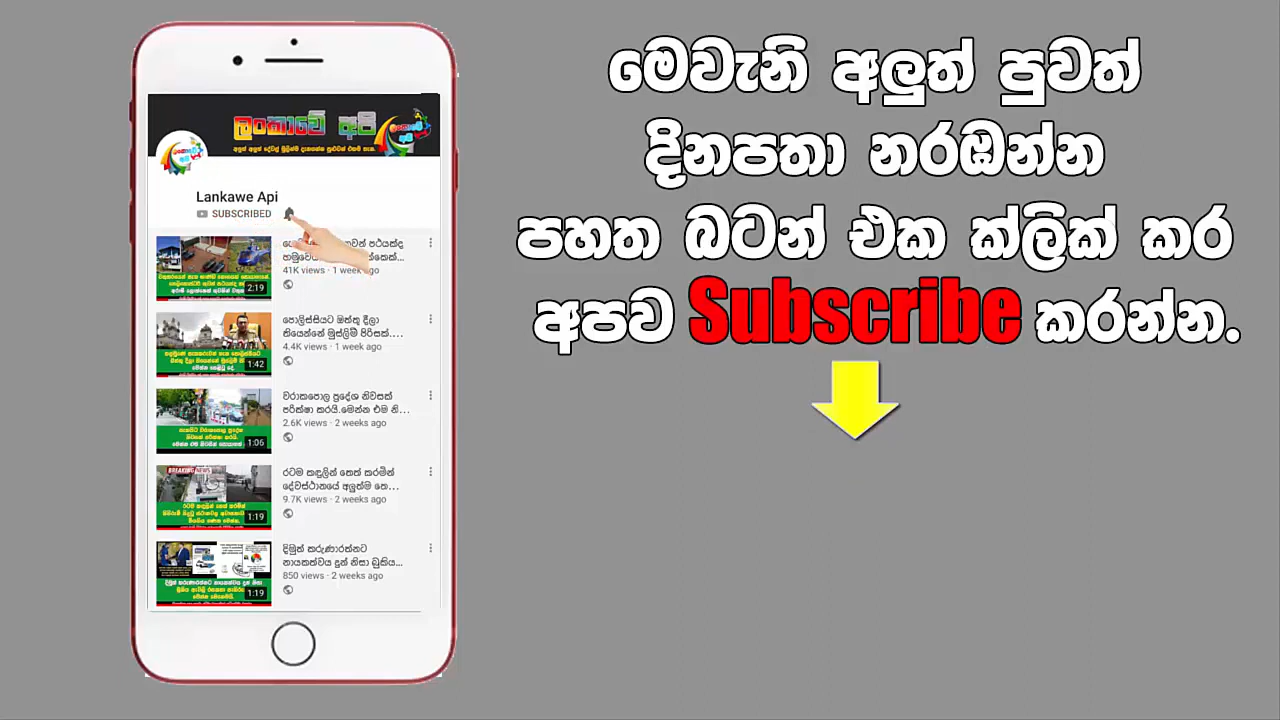 මෙවැනි අලුත් පුවත්
දිනපතා නරඹන්න
පහත බටන් එක ක්ලික් කර
අපව Subscribe කරන්න.
ලංකාවේ අපි
Lankawe Api
SUBSCRIBED
හමුවෙ
41K views · 1 week ago
2:19
පොලිස්සියට ඔත්තු දීලා
තියෙන්නේ මුස්ලිම් පිරිසක්....
4.4K views · 1 week ago
1:42
වරාකපොල ප්‍රදේශ නිවසක්
පරික්ෂා කරයි.මෙන්න එම නි...
2.6K views · 2 weeks ago
1:06
BREAKING NEWS
රටම කඳුලින් තෙත් කරමින්
දේවස්ථානයේ අලුත්ම තො...
9.7K views · 2 weeks ago
1:19
දිමුත් කරුණාරත්නට
නායකත්වය දුන් නිසා ඩුකිය...
850 views · 2 weeks ago
1:19